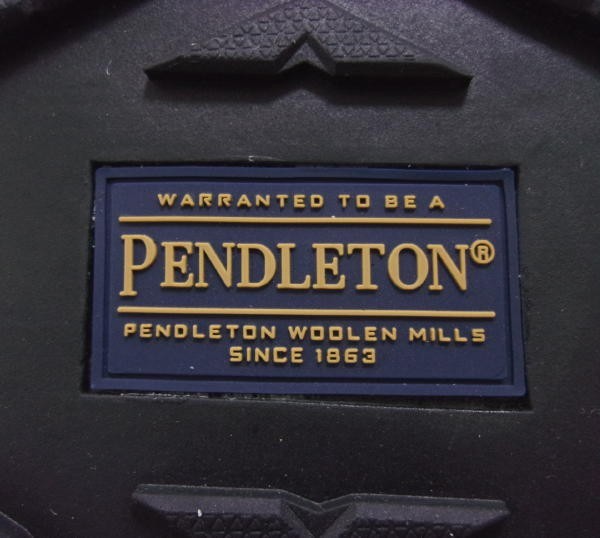 WARRANTED TO BE A
PENDLETON®
PENDLETON WOOLEN MILLS
SINCE 1863